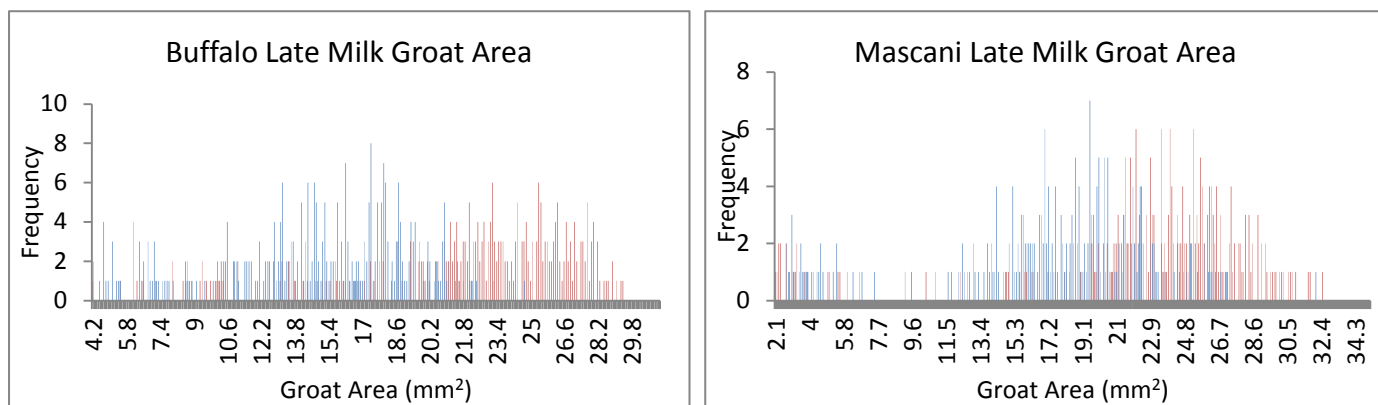 Buffalo Late Milk Groat Area
10
8
6
4
2
0
Frequency
4.2 5.8 7.4 9 10.6 12.2 13.8 15.4 17 18.6 20.2 21.8 23.4 25 26.6 28.2 29.8
Groat Area (mm²)
Mascani Late Milk Groat Area
8
6
4
2
0
Frequency
2.1 4 5.8 7.7 9.6 11.5 13.4 15.3 17.2 19.1 21 22.9 24.8 26.7 28.6 30.5 32.4 34.3
Groat Area (mm²)